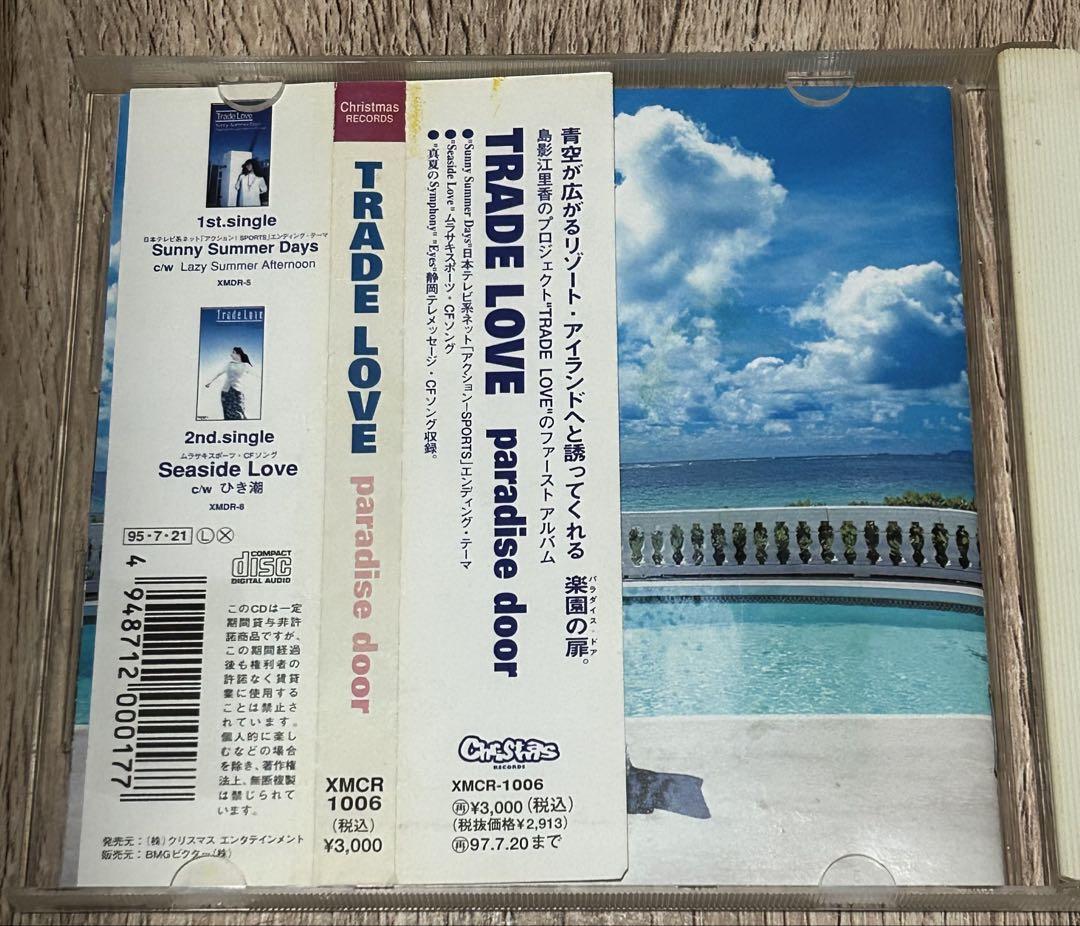 Trade Love
1st.single
日本テレビ系ネット「アクション!SPORTS」エンディング・テーマ
Sunny Summer Days
c/w Lazy Summer Afternoon
XMDR-5
Trade Love
2nd.single
ムラサキスポーツ・CFソング
Seaside Love
c/w ひき潮
XMDR-8
95・7・21 Ⓛ Ⓧ
COMPACT
disc
DIGITAL AUDIO
4 948712 000177
このCDは一定
期間貸与非許
諾商品ですが、
この期間経過
後も権利者の
許諾なく賃貸
業に使用する
ことは禁止さ
れています。
個人的に楽し
むなどの場合
を除き、著作権
法上、無断複製
は禁じられて
います。
発売元:(株)クリスマス エンタテインメント
販売元:BMGビクター(株)
Christmas
RECORDS
TRADE LOVE paradise door
XMCR
1006
(税込)
¥3,000
青空が広がるリゾート・アイランドへと誘ってくれる 楽園の扉。
パラダイス・ドア
島影江里香のプロジェクト"TRADE LOVE"のファーストアルバム
TRADE LOVE paradise door
●"Sunny Summer Days"日本テレビ系ネット「アクションーSPORTS」エンディング・テーマ
●"Seaside Love" ムラサキスポーツ・CFソング
●"真夏のSymphony" "Eyes"静岡テレメッセージ・CFソング収録。
Christmas
RECORDS
XMCR-1006
㊞¥3,000(税込)
(税抜価格¥2,913)
㊞97.7.20まで